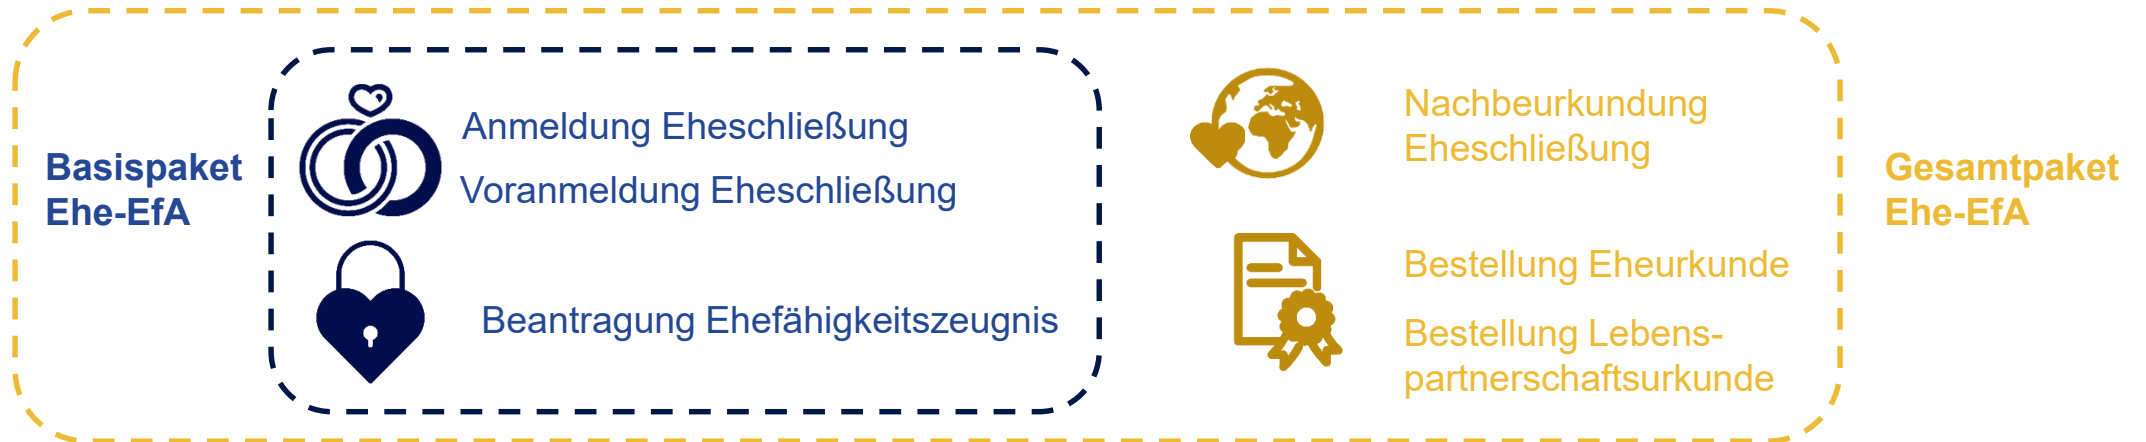 Basispaket
Ehe-EfA
Anmeldung Eheschließung
Voranmeldung Eheschließung
Beantragung Ehefähigkeitszeugnis
Nachbeurkundung
Eheschließung
Bestellung Eheurkunde
Bestellung Lebens-
partnerschaftsurkunde
Gesamtpaket
Ehe-EfA